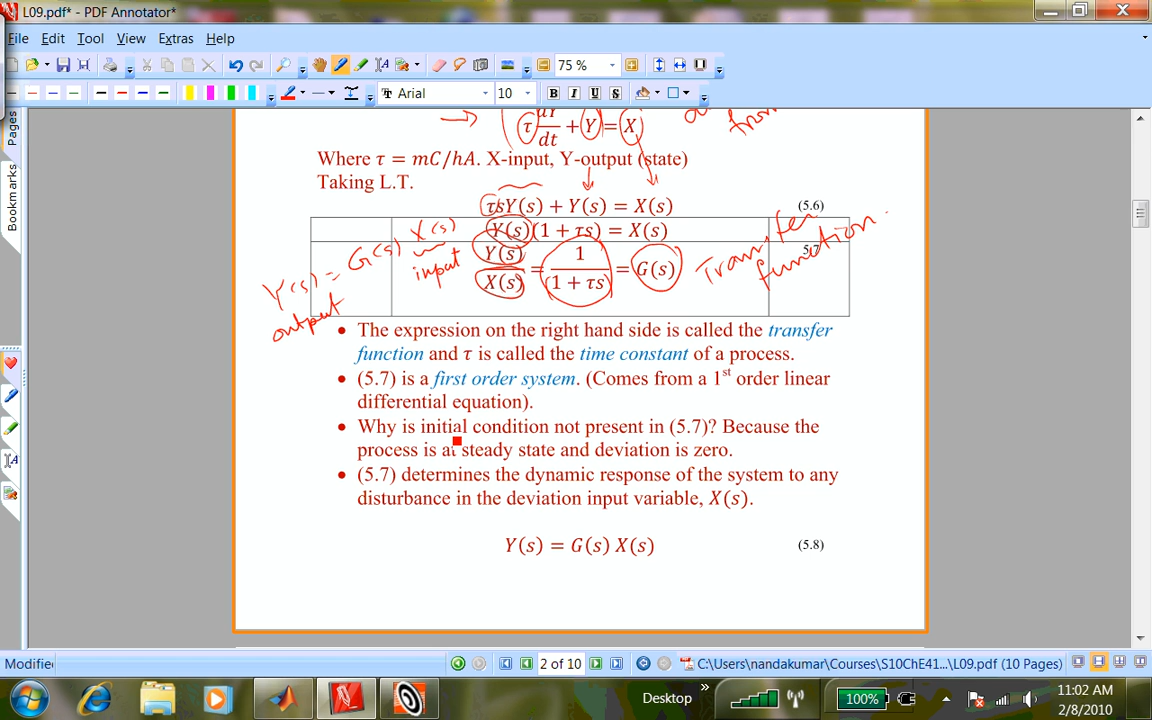 L09.pdf* - PDF Annotator*
File Edit Tool View Extras Help
75 %
Arial 10 B I U S
Pages
Bookmarks
τ dY/dt + Y = X
from
Where τ = mC/hA. X-input, Y-output (state)
Taking L.T.
τsY(s) + Y(s) = X(s) (5.6)
Y(s)(1 + τs) = X(s)
Y(s)/X(s) = 1/(1 + τs) = G(s) 5.7
Y(s) = G(s) X(s)
output
input
Transfer
function
• The expression on the right hand side is called the transfer
function and τ is called the time constant of a process.
• (5.7) is a first order system. (Comes from a 1st order linear
differential equation).
• Why is initial condition not present in (5.7)? Because the
process is at steady state and deviation is zero.
• (5.7) determines the dynamic response of the system to any
disturbance in the deviation input variable, X(s).
Y(s) = G(s) X(s) (5.8)
Modified
2 of 10
C:\Users\nandakumar\Courses\S10ChE41...\L09.pdf (10 Pages)
Desktop
»
100%
11:02 AM
2/8/2010